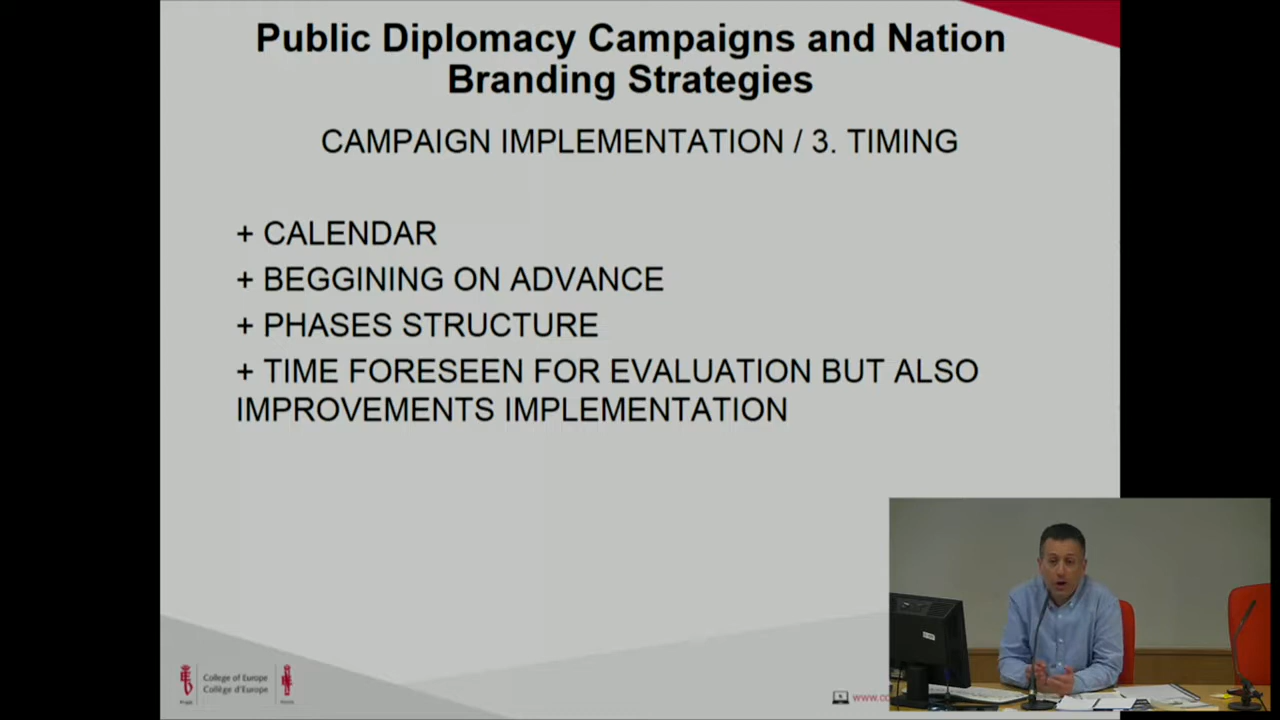 Public Diplomacy Campaigns and Nation
Branding Strategies
CAMPAIGN IMPLEMENTATION / 3. TIMING
+ CALENDAR
+ BEGGINING ON ADVANCE
+ PHASES STRUCTURE
+ TIME FORESEEN FOR EVALUATION BUT ALSO
IMPROVEMENTS IMPLEMENTATION
College of Europe
Collège d'Europe